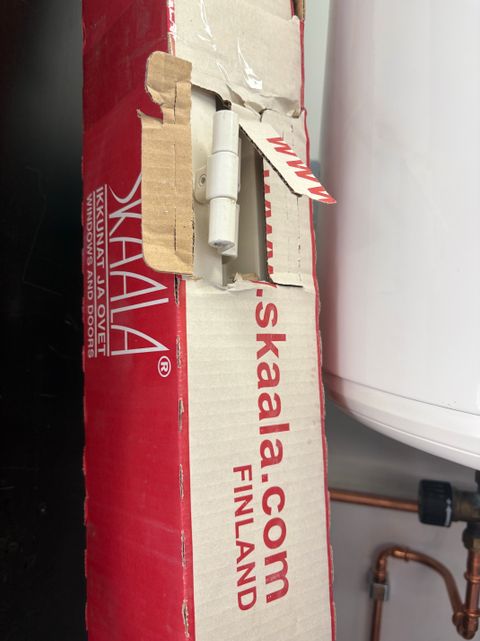 SKAALA®
IKKUNAT JA OVET
WINDOWS AND DOORS
www.skaala.com
FINLAND